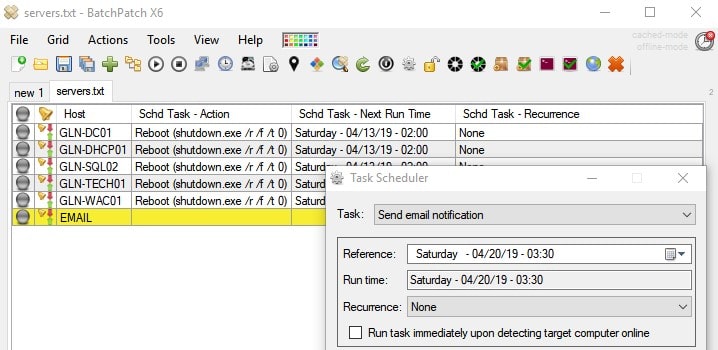 servers.txt - BatchPatch X6
File Grid Actions Tools View Help cached-mode
offline-mode
new 1 servers.txt 2
Host Schd Task - Action Schd Task - Next Run Time Schd Task - Recurrence
GLN-DC01 Reboot (shutdown.exe /r /f /t 0) Saturday - 04/13/19 - 02:00 None
GLN-DHCP01 Reboot (shutdown.exe /r /f /t 0) Saturday - 04/13/19 - 02:00 None
GLN-SQL02 Reboot (shutdown.exe /r /f /t 0) Satur
GLN-TECH01 Reboot (shutdown.exe /r /f /t 0) Satur
GLN-WAC01 Reboot (shutdown.exe /r /f /t 0) Satur
EMAIL
Task Scheduler
Task: Send email notification
Reference: Saturday - 04/20/19 - 03:30
Run time: Saturday - 04/20/19 - 03:30
Recurrence: None
Run task immediately upon detecting target computer online